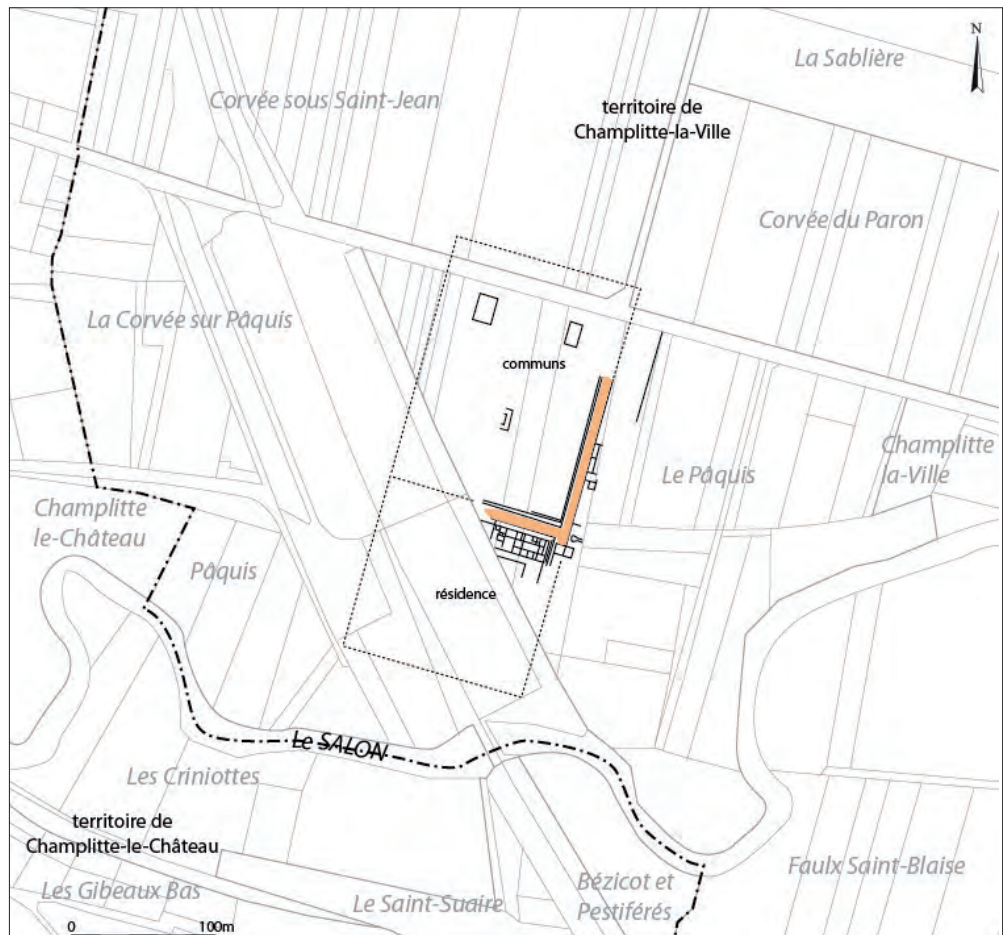 N
La Sablière
Corvée sous Saint-Jean
territoire de
Champlitte-la-Ville
Corvée du Paron
La Corvée sur Pâquis
communs
Champlitte
la-Ville
Le Pâquis
Champlitte
le-Château
Pâquis
résidence
Le SALON
Les Criniottes
territoire de
Champlitte-le-Château
Faulx Saint-Blaise
Les Gibeaux Bas
Bézicot et
Pestiférés
Le Saint-Suaire
0 100m